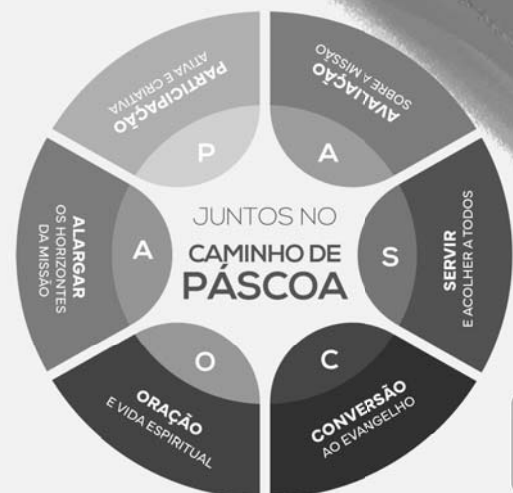 JUNTOS NO
CAMINHO DE
PÁSCOA
P
PARTICIPAÇÃO
ATIVA E CRIATIVA
A
AVALIAÇÃO
SOBRE A MISSÃO
S
SERVIR
E ACOLHER A TODOS
C
CONVERSÃO
AO EVANGELHO
O
ORAÇÃO
E VIDA ESPIRITUAL
A
ALARGAR
OS HORIZONTES
DA MISSÃO